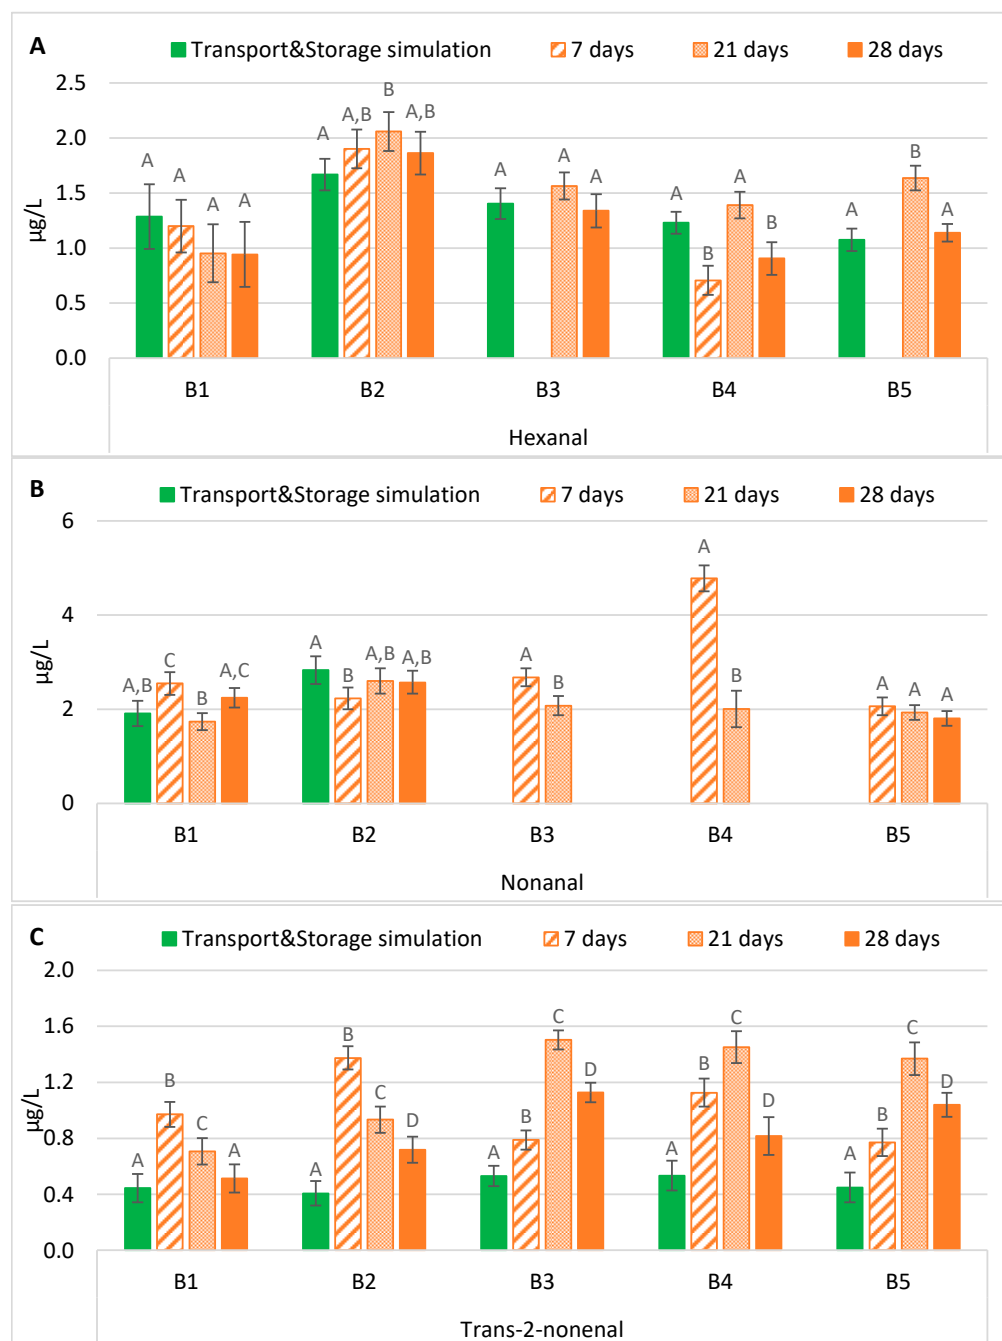 A
Transport&Storage simulation 7 days 21 days 28 days
2.5
2.0
1.5
1.0
0.5
0.0
µg/L
A A A A
A A,B B A,B
A A A
A B A B
A B A
B1 B2 B3 B4 B5
Hexanal
B
Transport&Storage simulation 7 days 21 days 28 days
6
4
2
0
µg/L
A,B C B A,C
A B A,B A,B
A B
A B
A A A
B1 B2 B3 B4 B5
Nonanal
C
Transport&Storage simulation 7 days 21 days 28 days
2.0
1.6
1.2
0.8
0.4
0.0
µg/L
A B C A
A B C D
A B C D
A B C D
A B C D
B1 B2 B3 B4 B5
Trans-2-nonenal